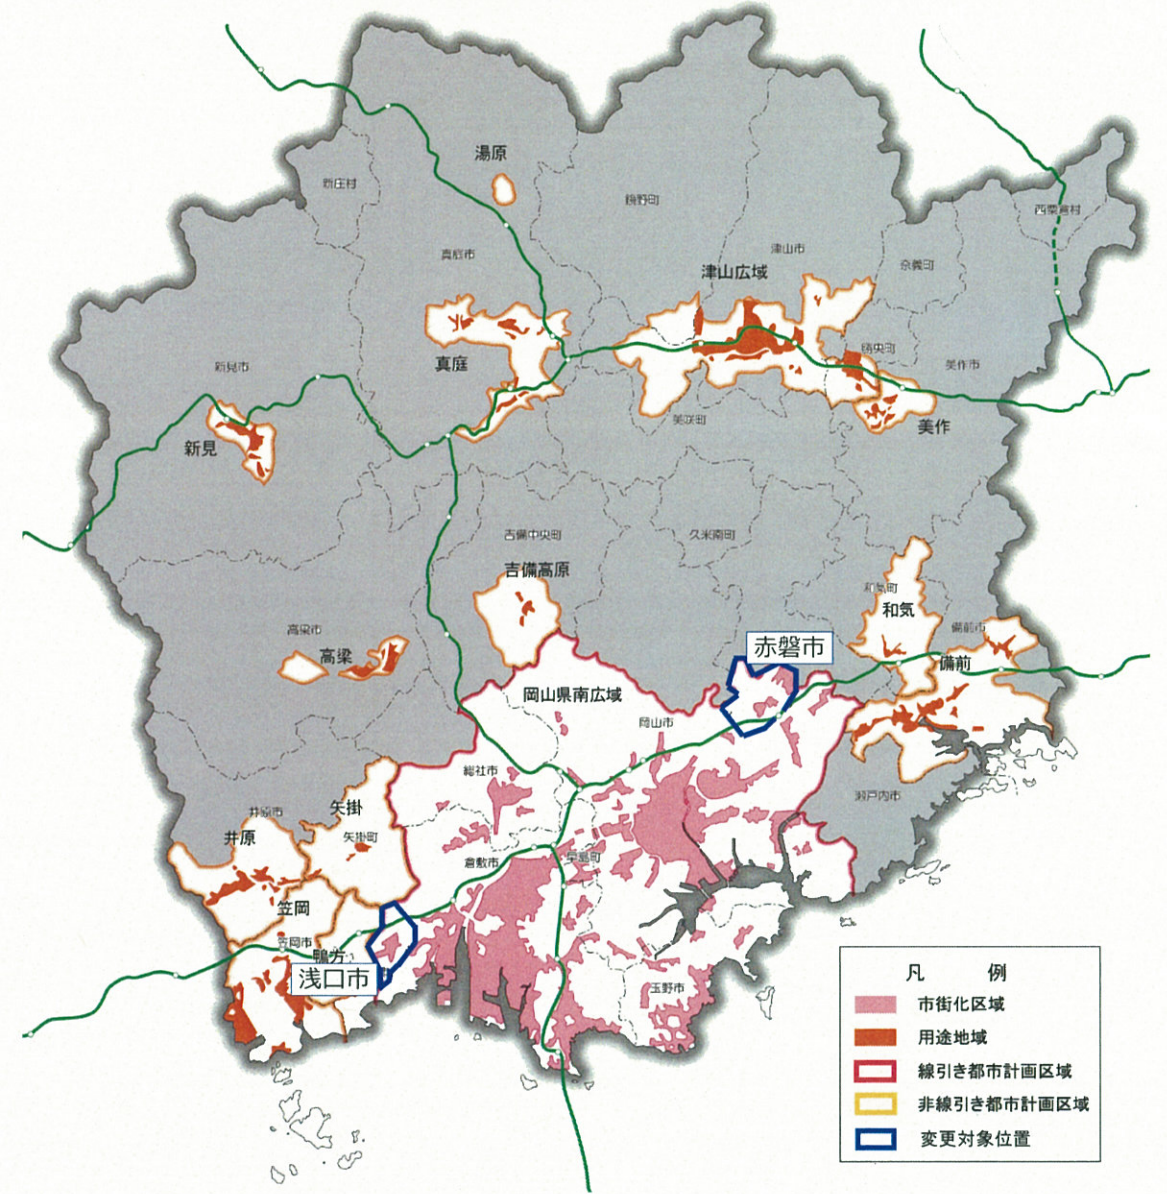 湯原
新庄村
鏡野町
西粟倉村
真庭市
津山市
津山広域
奈義町
勝央町
新見市
真庭
美作市
美咲町
美作
新見
吉備中央町
久米南町
吉備高原
和気町
和気
高梁市
備前市
高梁
赤磐市
備前
岡山県南広域
岡山市
総社市
瀬戸内市
井原市
矢掛
井原
矢掛町
倉敷市
早島町
笠岡
笠岡市
鴨方
浅口市
玉野市
凡 例
市街化区域
用途地域
線引き都市計画区域
非線引き都市計画区域
変更対象位置